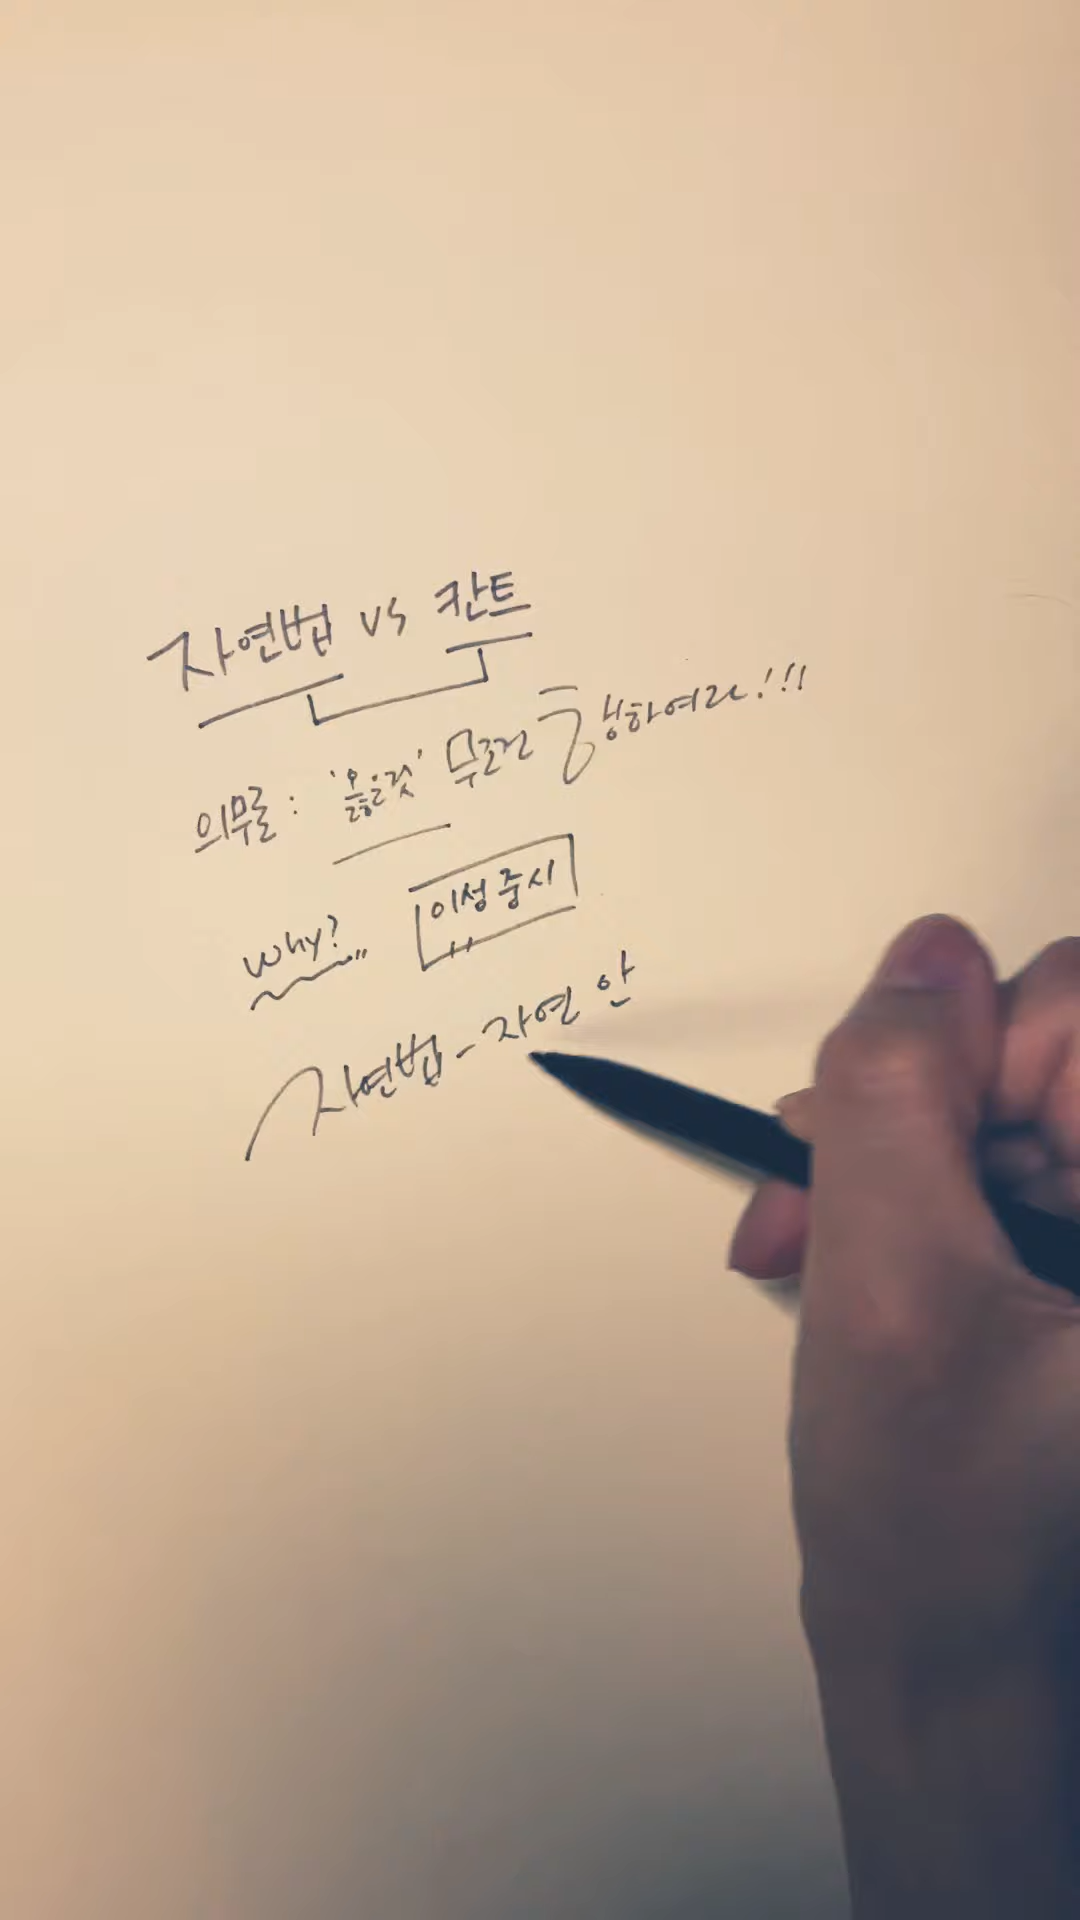 자연법 vs 칸트
의무론 : '옳은것' 무조건 행하여라!!!
why? 이성 중시
자연법 - 자연 안